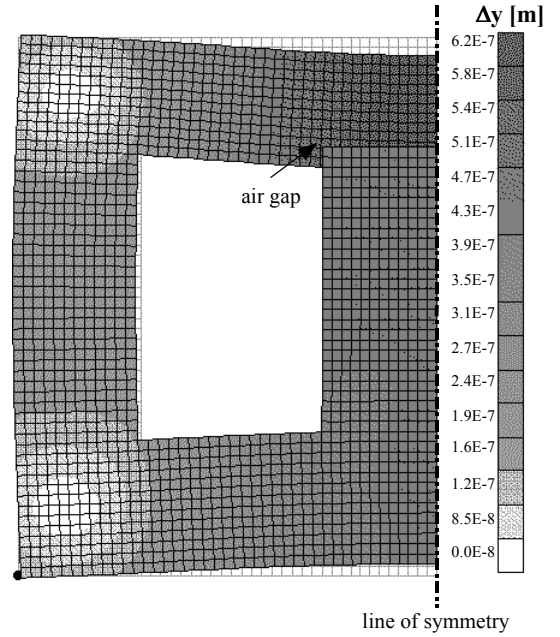 Δy [m]
6.2E-7
5.8E-7
5.4E-7
5.1E-7
4.7E-7
4.3E-7
3.9E-7
3.5E-7
3.1E-7
2.7E-7
2.4E-7
1.9E-7
1.6E-7
1.2E-7
8.5E-8
0.0E-8
air gap
line of symmetry